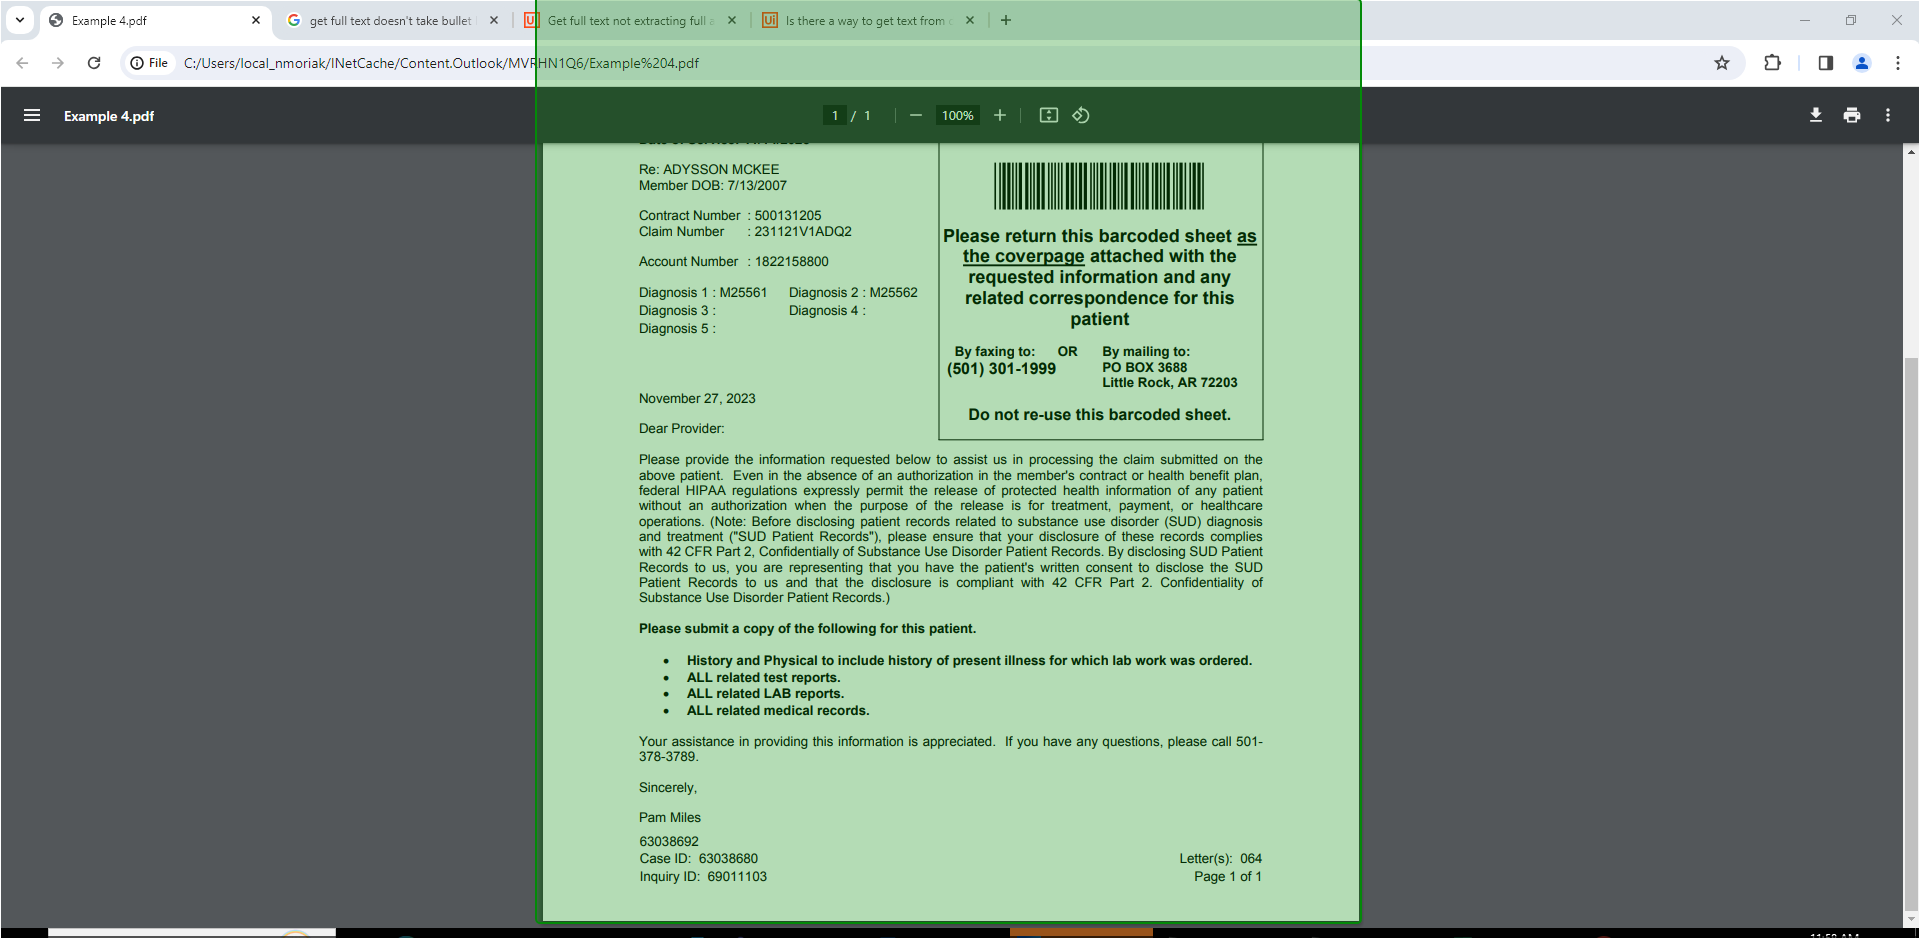 Example 4.pdf
get full text doesn't take bullet
Get full text not extracting full
Is there a way to get text from
File
C:/Users/local_nmoriak/INetCache/Content.Outlook/MVRHN1Q6/Example%204.pdf
Example 4.pdf
1 / 1
100%
Re: ADYSSON MCKEE
Member DOB: 7/13/2007
Contract Number : 500131205
Claim Number : 231121V1ADQ2
Account Number : 1822158800
Diagnosis 1 : M25561 Diagnosis 2 : M25562
Diagnosis 3 : Diagnosis 4 :
Diagnosis 5 :
Please return this barcoded sheet as
the coverpage attached with the
requested information and any
related correspondence for this
patient
By faxing to: OR By mailing to:
(501) 301-1999 PO BOX 3688
Little Rock, AR 72203
Do not re-use this barcoded sheet.
November 27, 2023
Dear Provider:
Please provide the information requested below to assist us in processing the claim submitted on the
above patient. Even in the absence of an authorization in the member's contract or health benefit plan,
federal HIPAA regulations expressly permit the release of protected health information of any patient
without an authorization when the purpose of the release is for treatment, payment, or healthcare
operations. (Note: Before disclosing patient records related to substance use disorder (SUD) diagnosis
and treatment ("SUD Patient Records"), please ensure that your disclosure of these records complies
with 42 CFR Part 2, Confidentially of Substance Use Disorder Patient Records. By disclosing SUD Patient
Records to us, you are representing that you have the patient's written consent to disclose the SUD
Patient Records to us and that the disclosure is compliant with 42 CFR Part 2. Confidentiality of
Substance Use Disorder Patient Records.)
Please submit a copy of the following for this patient.
• History and Physical to include history of present illness for which lab work was ordered.
• ALL related test reports.
• ALL related LAB reports.
• ALL related medical records.
Your assistance in providing this information is appreciated. If you have any questions, please call 501-
378-3789.
Sincerely,
Pam Miles
63038692
Case ID: 63038680
Letter(s): 064
Inquiry ID: 69011103
Page 1 of 1